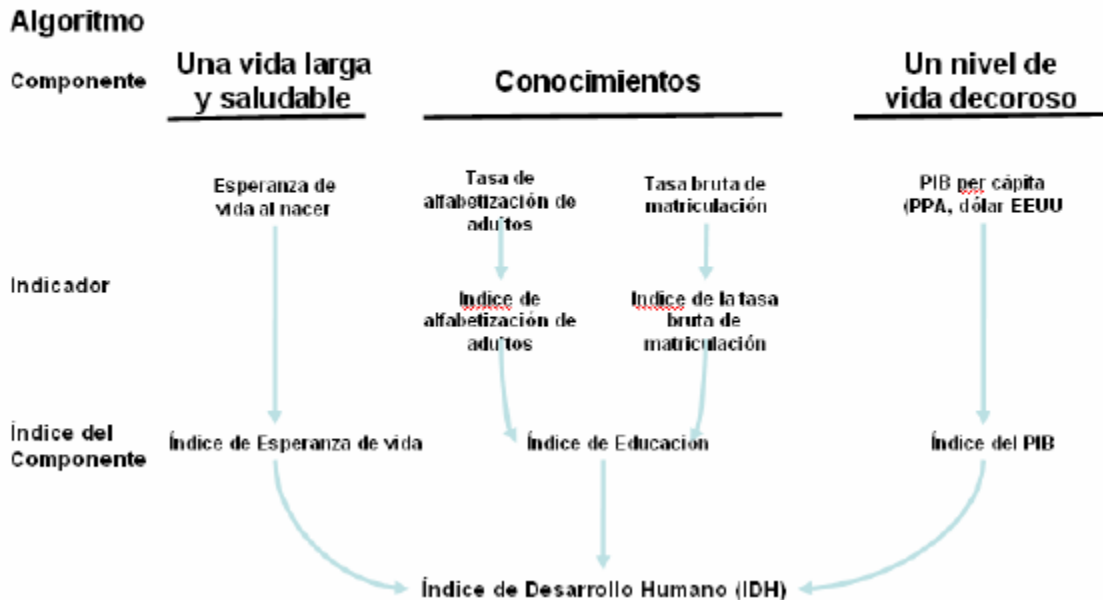 Algoritmo
Componente
Una vida larga
y saludable
Conocimientos
Un nivel de
vida decoroso
Esperanza de
vida al nacer
Tasa de
alfabetización de
adultos
Tasa bruta de
matriculación
PIB per cápita
(PPA, dólar EEUU
Indicador
Indice de
alfabetización de
adultos
Indice de la tasa
bruta de
matriculación
Índice del
Componente
Índice de Esperanza de vida
Índice de Educación
Índice del PIB
Índice de Desarrollo Humano (IDH)